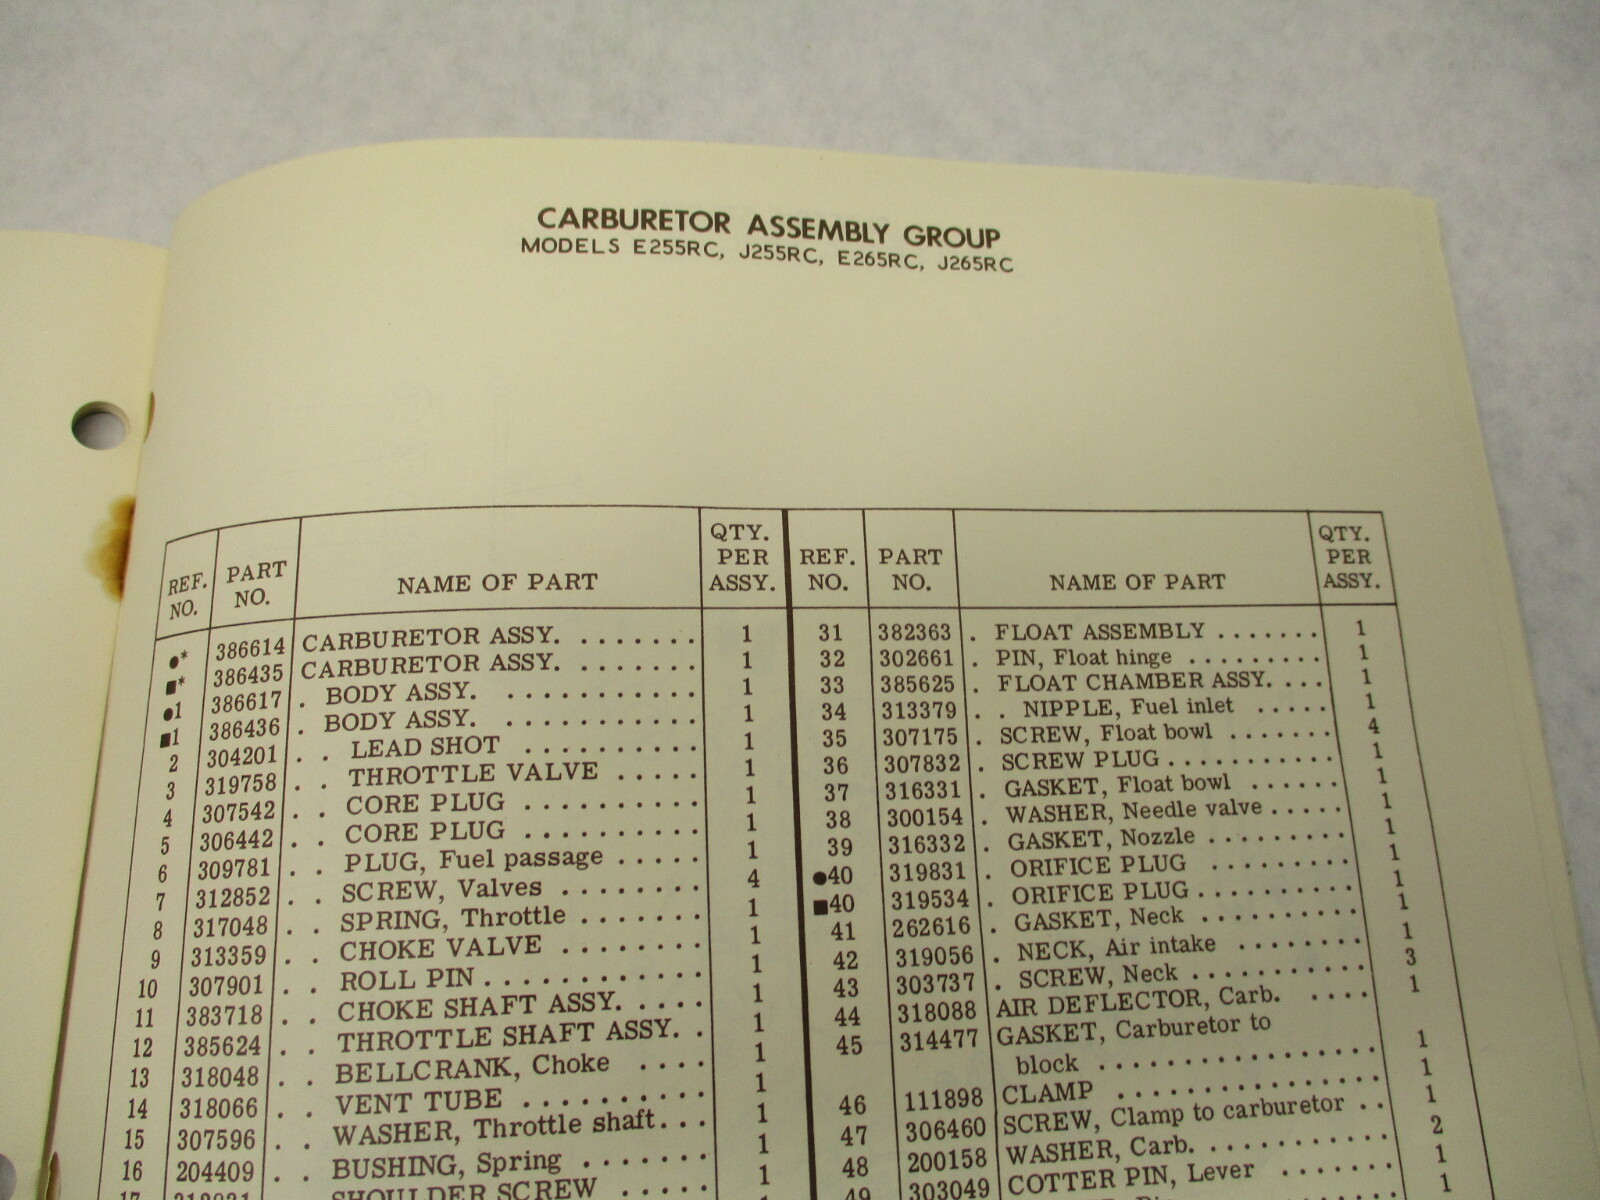 CARBURETOR ASSEMBLY GROUP
MODELS E255RC, J255RC, E265RC, J265RC
REF. NO. PART NO. NAME OF PART QTY. PER ASSY.
●* 386614 CARBURETOR ASSY. . . . . . . . 1
■* 386435 CARBURETOR ASSY. . . . . . . . 1
●1 386617 . BODY ASSY. . . . . . . . . . . . 1
■1 386436 . BODY ASSY. . . . . . . . . . . . 1
2 304201 . . LEAD SHOT . . . . . . . . . . 1
3 319758 . . THROTTLE VALVE . . . . . 1
4 307542 . . CORE PLUG . . . . . . . . . . 1
5 306442 . . CORE PLUG . . . . . . . . . . 1
6 309781 . . PLUG, Fuel passage . . . . . 1
7 312852 . . SCREW, Valves . . . . . . . . 4
8 317048 . . SPRING, Throttle . . . . . . . 1
9 313359 . . CHOKE VALVE . . . . . . . . 1
10 307901 . . ROLL PIN . . . . . . . . . . . . 1
11 383718 . . CHOKE SHAFT ASSY. . . . . 1
12 385624 . . THROTTLE SHAFT ASSY. . 1
13 318048 . . BELLCRANK, Choke . . . . 1
14 318066 . . VENT TUBE . . . . . . . . . . 1
15 307596 . . WASHER, Throttle shaft . . . 1
16 204409 . . BUSHING, Spring . . . . . . . 1
17 SHOULDER SCREW . . . . . 1
REF. NO. PART NO. NAME OF PART QTY. PER ASSY.
31 382363 . FLOAT ASSEMBLY . . . . . . . 1
32 302661 . PIN, Float hinge . . . . . . . . . 1
33 385625 . FLOAT CHAMBER ASSY. . . . 1
34 313379 . . NIPPLE, Fuel inlet . . . . . 1
35 307175 . SCREW, Float bowl . . . . . . . 4
36 307832 . SCREW PLUG . . . . . . . . . . . 1
37 316331 . GASKET, Float bowl . . . . . . 1
38 300154 . WASHER, Needle valve . . . . . 1
39 316332 . GASKET, Nozzle . . . . . . . . . 1
●40 319831 . ORIFICE PLUG . . . . . . . . . 1
■40 319534 . ORIFICE PLUG . . . . . . . . . . 1
41 262616 . GASKET, Neck . . . . . . . . . . 1
42 319056 . NECK, Air intake . . . . . . . . 1
43 303737 . SCREW, Neck . . . . . . . . . . . 3
44 318088 AIR DEFLECTOR, Carb. . . . . 1
45 314477 GASKET, Carburetor to
block . . . . . . . . . . . . . . . . . 1
46 111898 CLAMP . . . . . . . . . . . . . . . . 1
47 306460 SCREW, Clamp to carburetor . . 1
48 200158 WASHER, Carb. . . . . . . . . . . 2
49 303049 COTTER PIN, Lever . . . . . . . 1
1